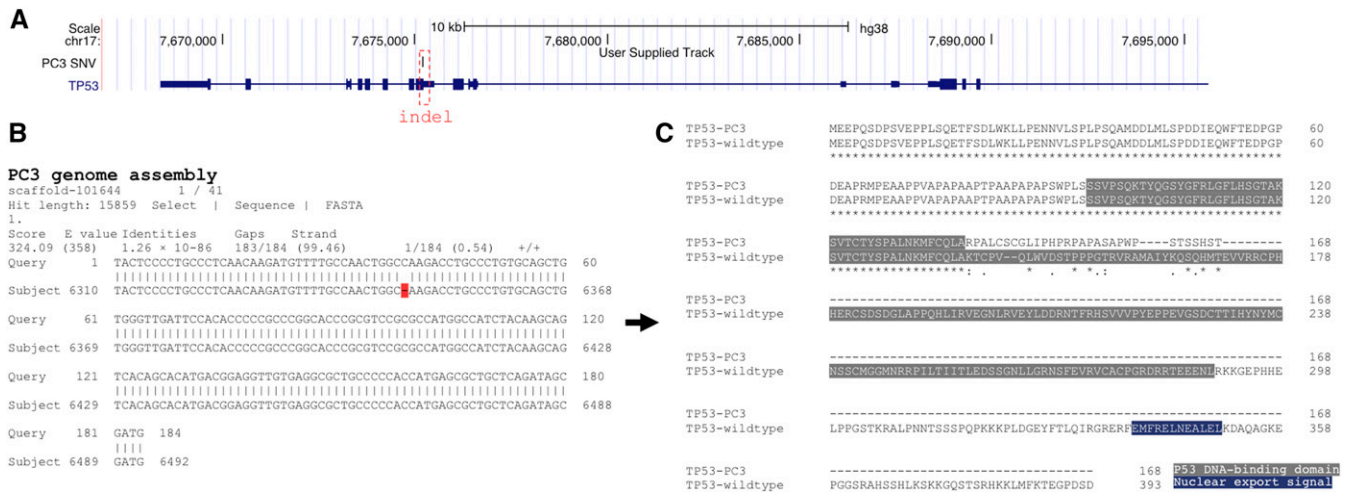 A
Scale
10 kb
hg38
chr17:
7,670,000
7,675,000
7,680,000
7,685,000
7,690,000
7,695,000
User Supplied Track
PC3 SNV
TP53
indel
B
PC3 genome assembly
scaffold-101644 1 / 41
Hit length: 15859 Select | Sequence | FASTA
1.
Score E value Identities Gaps Strand
324.09 (358) 1.26 × 10-86 183/184 (99.46) 1/184 (0.54) +/+
Query 1 TACTCCCCTGCCCTCAACAAGATGTTTTGCCAACTGGCCAAGACCTGCCCTGTGCAGCTG 60
Subject 6310 TACTCCCCTGCCCTCAACAAGATGTTTTGCCAACTGGC-AAGACCTGCCCTGTGCAGCTG 6368
Query 61 TGGGTTGATTCCACACCCCCGCCCGGCACCCGCGTCCGCGCCATGGCCATCTACAAGCAG 120
Subject 6369 TGGGTTGATTCCACACCCCCGCCCGGCACCCGCGTCCGCGCCATGGCCATCTACAAGCAG 6428
Query 121 TCACAGCACATGACGGAGGTTGTGAGGCGCTGCCCCCACCATGAGCGCTGCTCAGATAGC 180
Subject 6429 TCACAGCACATGACGGAGGTTGTGAGGCGCTGCCCCCACCATGAGCGCTGCTCAGATAGC 6488
Query 181 GATG 184
Subject 6489 GATG 6492
C
TP53-PC3 MEEPQSDPSVEPPLSQETFSDLWKLLPENNVLSPLPSQAMDDLMLSPDDIEQWFTEDPGP 60
TP53-wildtype MEEPQSDPSVEPPLSQETFSDLWKLLPENNVLSPLPSQAMDDLMLSPDDIEQWFTEDPGP 60
************************************************************
TP53-PC3 DEAPRMPEAAPPVAPAPAAPTPAAPAPAPSWPLSSSVPSQKTYQGSYGFRLGFLHSGTAK 120
TP53-wildtype DEAPRMPEAAPPVAPAPAAPTPAAPAPAPSWPLSSSVPSQKTYQGSYGFRLGFLHSGTAK 120
************************************************************
TP53-PC3 SVTCTYSPALNKMFCQLARPALCSCGLIPHPRPAPASAPWP----STSSHST-------- 168
TP53-wildtype SVTCTYSPALNKMFCQLAKTCPV--QLWVDSTPPPGTRVRAMAIYKQSQHMTEVVRRCPH 178
****************** :. . * . * *.: .*.* .
TP53-PC3 ------------------------------------------------------------ 168
TP53-wildtype HERCSDSDGLAPPQHLIRVEGNLRVEYLDDRNTFRHSVVVPYEPPEVGSDCTTIHYNYMC 238
TP53-PC3 ------------------------------------------------------------ 168
TP53-wildtype NSSCMGGMNRRPILTIITLEDSSGNLLGRNSFEVRVCACPGRDRRTEEENLRKKGEPHHE 298
TP53-PC3 ------------------------------------------------------------ 168
TP53-wildtype LPPGSTKRALPNNTSSSPQPKKKPLDGEYFTLQIRGRERFEMFRELNEALELKDAQAGKE 358
TP53-PC3 ----------------------------------- 168
TP53-wildtype PGGSRAHSSHLKSKKGQSTSRHKKLMFKTEGPDSD 393
P53 DNA-binding domain
Nuclear export signal